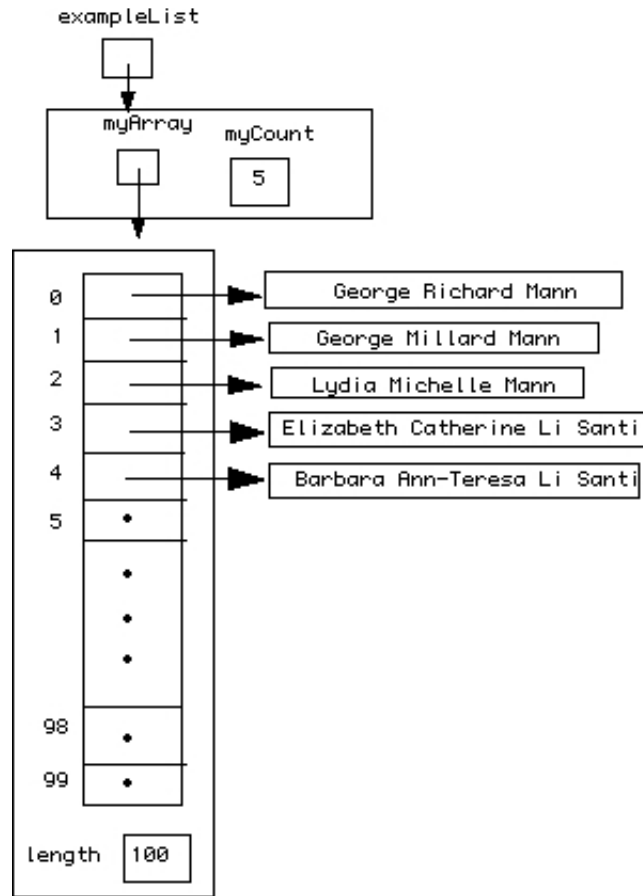 exampleList
myArray
myCount
5
0 George Richard Mann
1 George Millard Mann
2 Lydia Michelle Mann
3 Elizabeth Catherine Li Santi
4 Barbara Ann-Teresa Li Santi
5
98
99
length 100